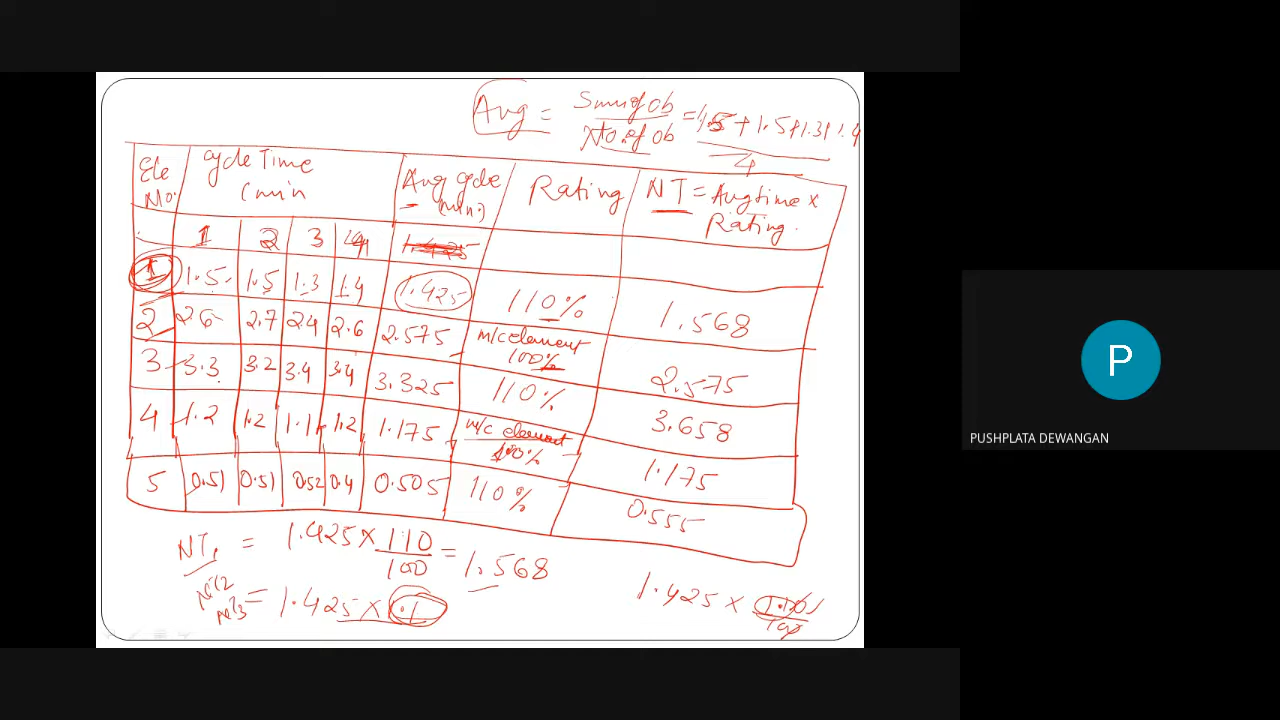 Avg = Sum of ob / No. of ob = 1.5 + 1.5 + 1.3 + 1.4 / 4
Ele No. | Cycle Time (min | Avg cycle (min.) | Rating | NT = Avg time x Rating.
1 2 3 4
1 1.5 1.5 1.3 1.4 1.425 110% 1.568
2 2.6 2.7 2.4 2.6 2.575 m/c element 100% 2.575
3 3.3 3.2 3.4 3.4 3.325 110% 3.658
4 1.2 1.2 1.1 1.2 1.175 m/c element 100% 1.175
5 0.51 0.51 0.52 0.4 0.505 110% 0.555
NT1 = 1.425 x 110 / 100 = 1.568
NT2
NT3 = 1.425 x .1
1.425 x
P
PUSHPLATA DEWANGAN